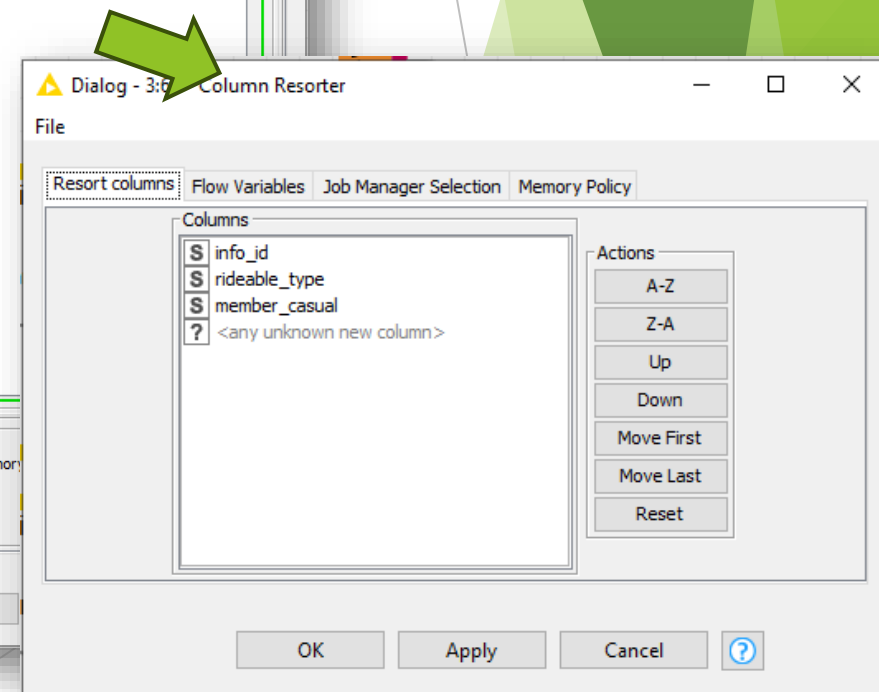 Dialog - 3:6 Column Resorter
File
Resort columns Flow Variables Job Manager Selection Memory Policy
Columns
S info_id
S rideable_type
S member_casual
? <any unknown new column>
Actions
A-Z
Z-A
Up
Down
Move First
Move Last
Reset
OK Apply Cancel ?